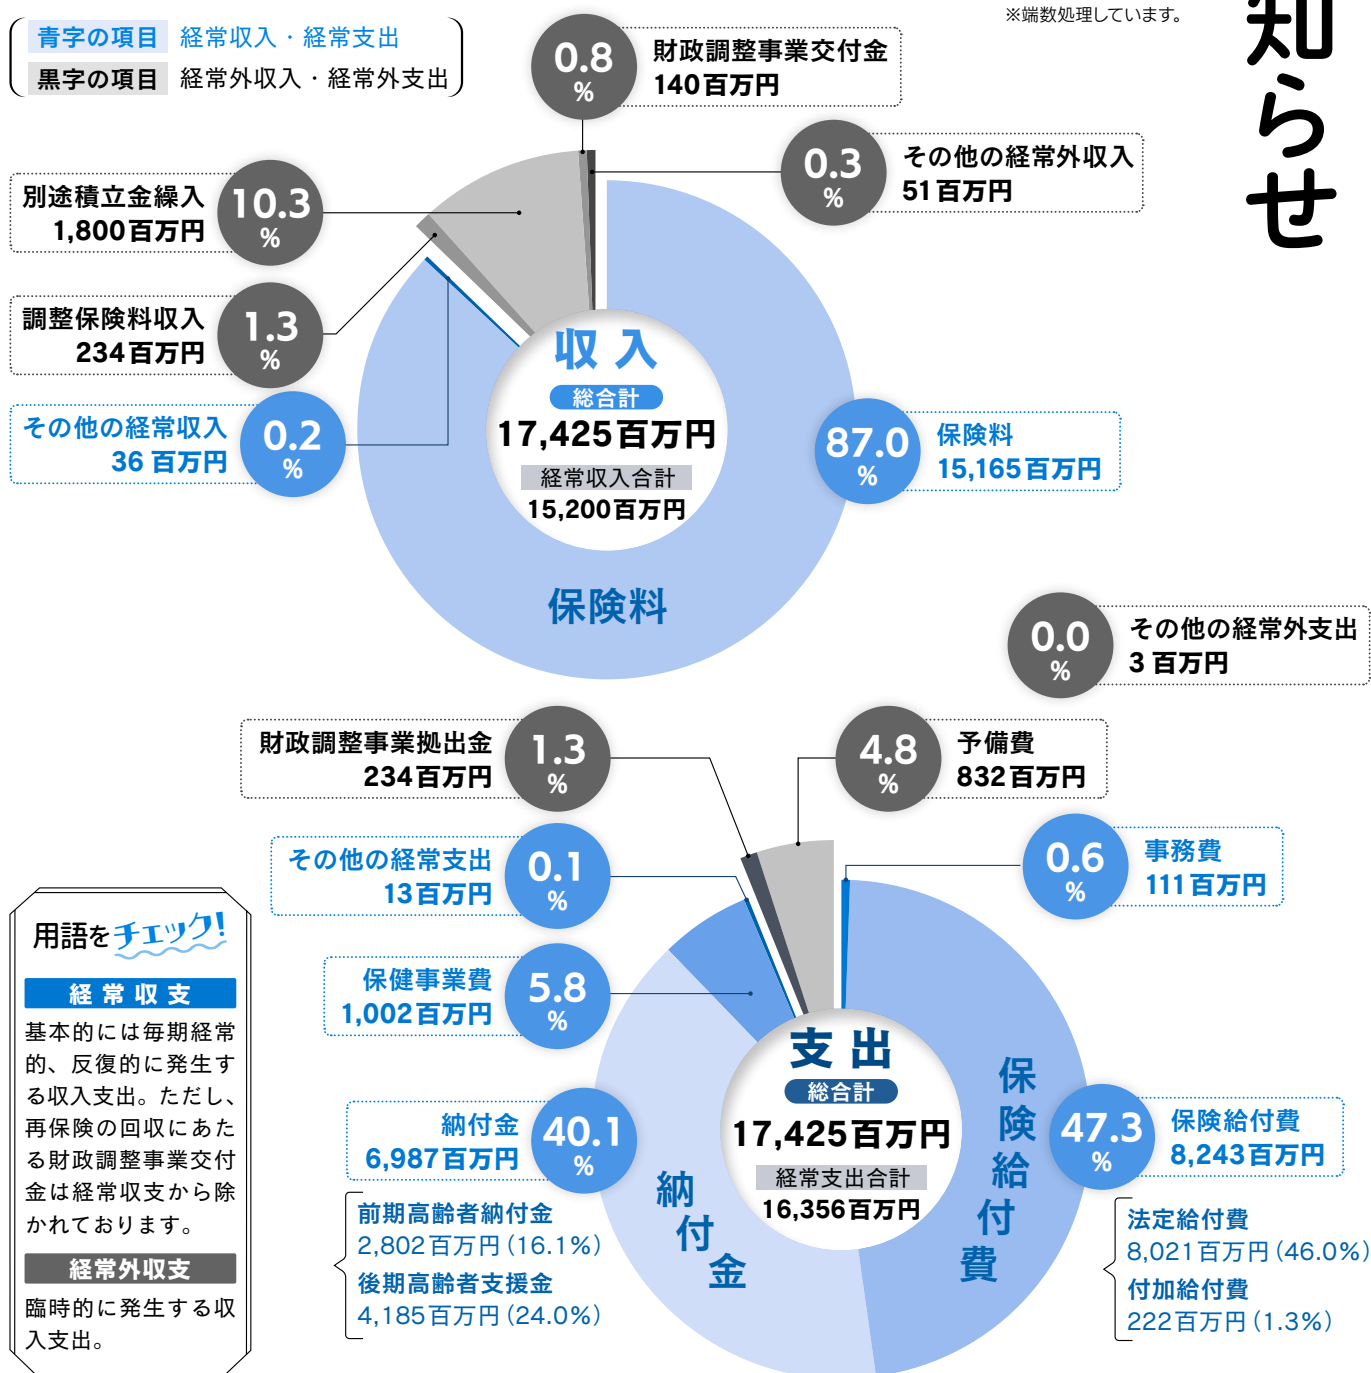 ※端数処理しています。
知らせ
青字の項目 経常収入・経常支出
黒字の項目 経常外収入・経常外支出
0.8%
財政調整事業交付金
140百万円
0.3%
その他の経常外収入
51百万円
別途積立金繰入
1,800百万円
10.3%
調整保険料収入
234百万円
1.3%
その他の経常収入
36百万円
0.2%
収入
総合計
17,425百万円
経常収入合計
15,200百万円
87.0%
保険料
15,165百万円
保険料
0.0%
その他の経常外支出
3百万円
財政調整事業拠出金
234百万円
1.3%
4.8%
予備費
832百万円
その他の経常支出
13百万円
0.1%
0.6%
事務費
111百万円
保健事業費
1,002百万円
5.8%
支出
総合計
17,425百万円
経常支出合計
16,356百万円
納付金
6,987百万円
40.1%
前期高齢者納付金
2,802百万円(16.1%)
後期高齢者支援金
4,185百万円(24.0%)
納付金
保険給付費
47.3%
保険給付費
8,243百万円
法定給付費
8,021百万円(46.0%)
付加給付費
222百万円(1.3%)
用語をチェック!
経常収支
基本的には毎期経常
的、反復的に発生す
る収入支出。ただし、
再保険の回収にあた
る財政調整事業交付
金は経常収支から除
かれております。
経常外収支
臨時的に発生する収
入支出。